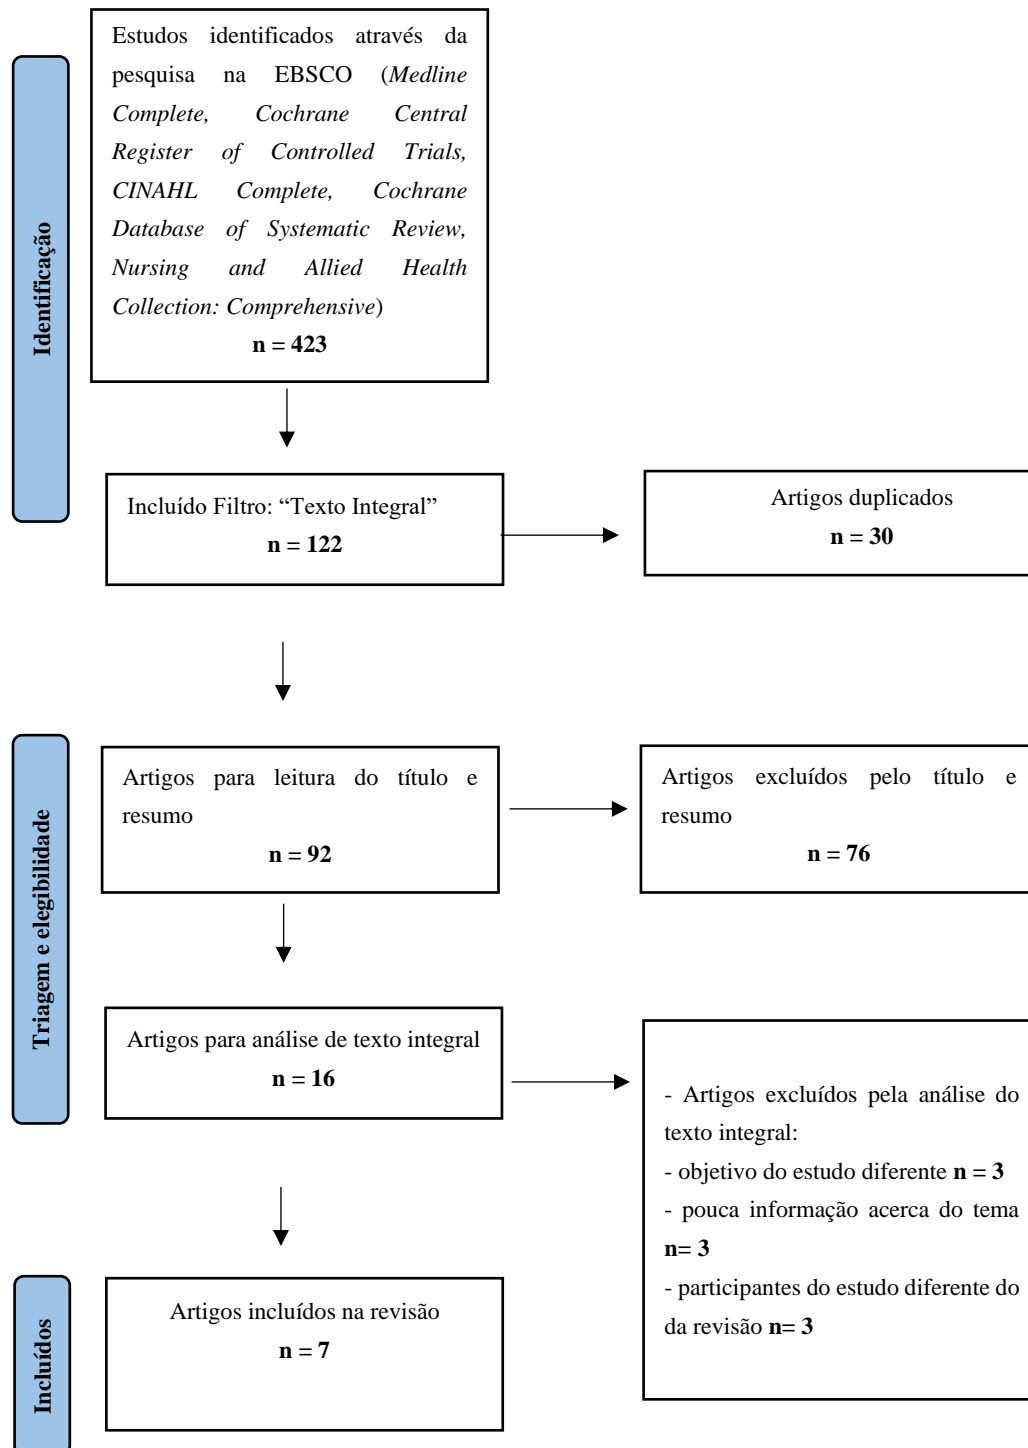 Identificação
Estudos identificados através da
pesquisa na EBSCO (Medline
Complete, Cochrane Central
Register of Controlled Trials,
CINAHL Complete, Cochrane
Database of Systematic Review,
Nursing and Allied Health
Collection: Comprehensive)
n = 423
Incluído Filtro: “Texto Integral”
n = 122
Artigos duplicados
n = 30
Triagem e elegibilidade
Artigos para leitura do título e
resumo
n = 92
Artigos excluídos pelo título e
resumo
n = 76
Artigos para análise de texto integral
n = 16
- Artigos excluídos pela análise do
texto integral:
- objetivo do estudo diferente n = 3
- pouca informação acerca do tema
n= 3
- participantes do estudo diferente do
da revisão n= 3
Incluídos
Artigos incluídos na revisão
n = 7